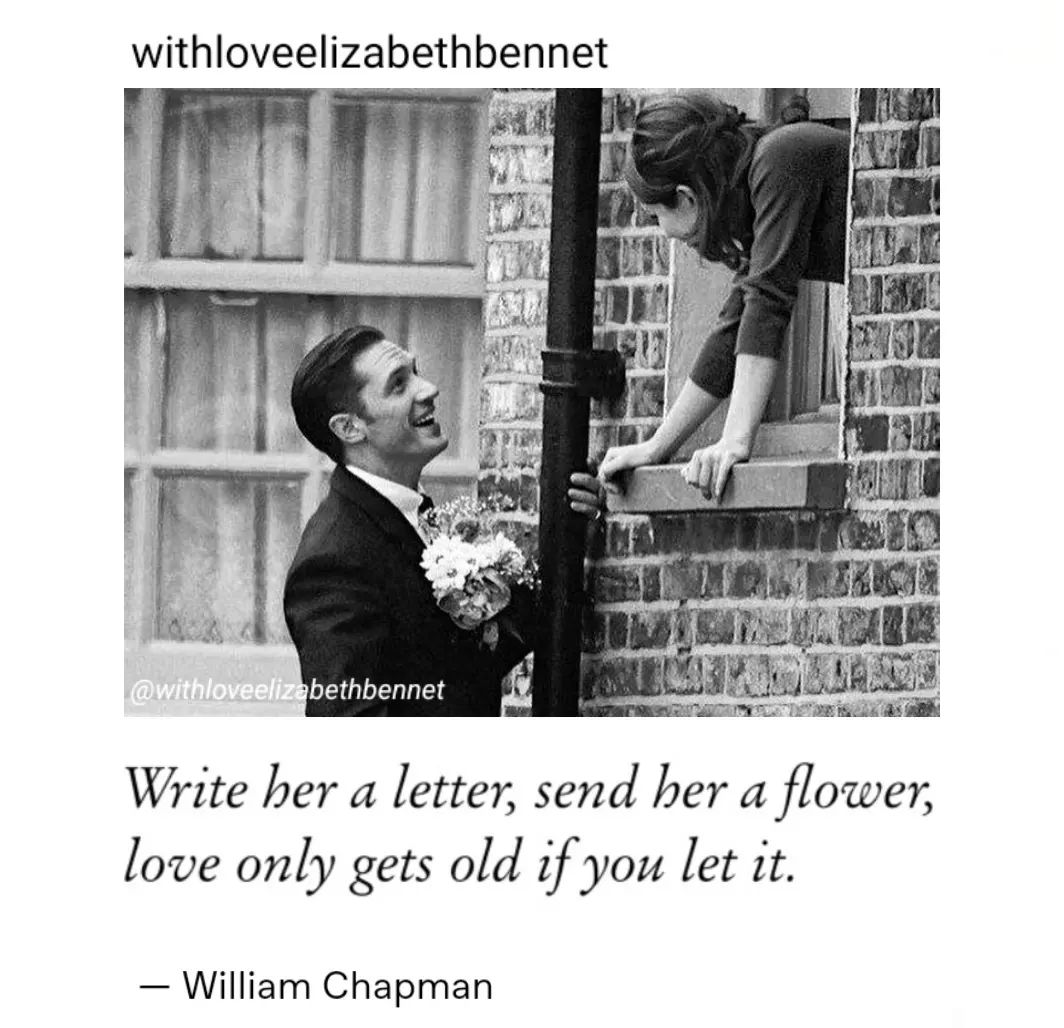 withloveelizabethbennet
@withloveelizabethbennet
Write her a letter, send her a flower,
love only gets old if you let it.
— William Chapman